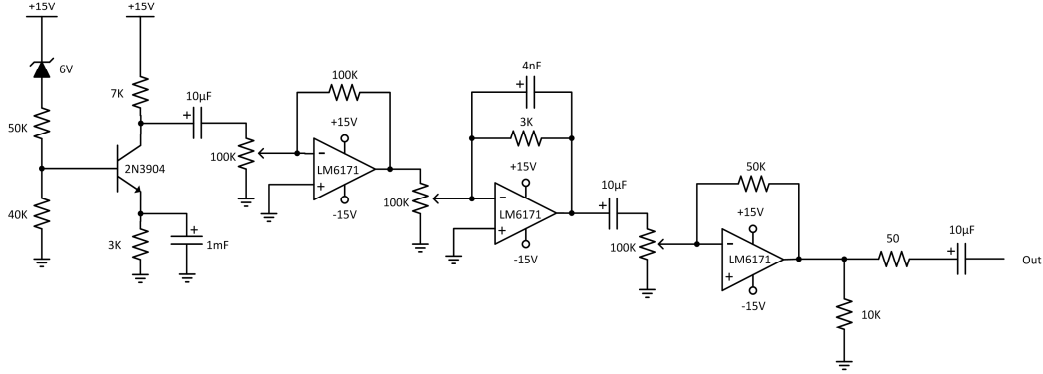 +15V
+15V
6V
7K
50K
10µF
+
100K
2N3904
40K
3K
+
1mF
100K
+15V
-
LM6171
+
-15V
100K
4nF
+
3K
+15V
-
LM6171
+
-15V
10µF
+
100K
50K
+15V
-
LM6171
+
-15V
50
10µF
+
Out
10K